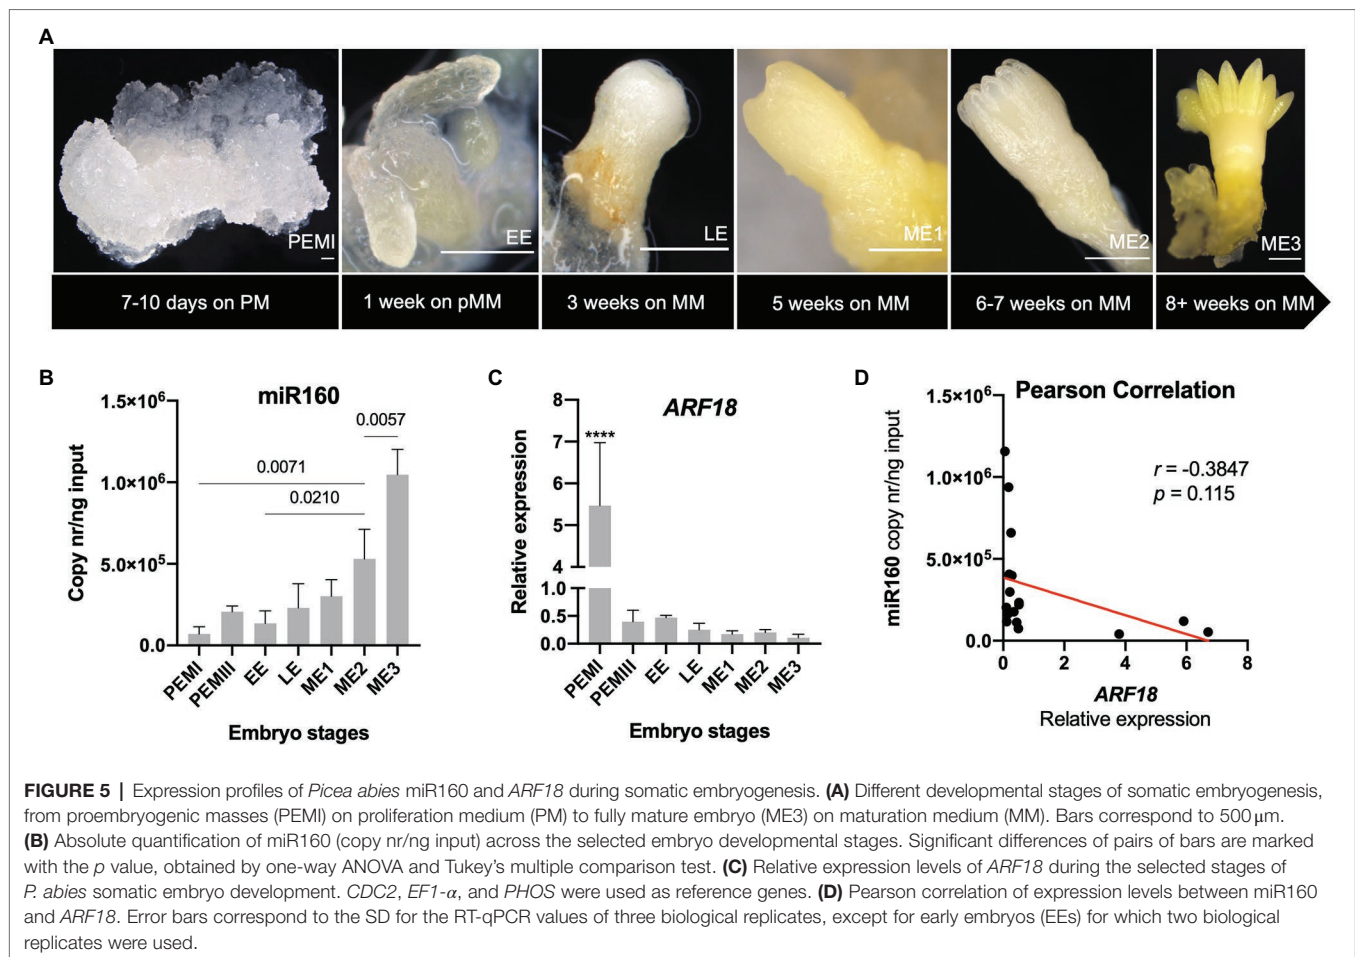 A
PEMI
EE
LE
ME1
ME2
ME3
7-10 days on PM
1 week on pMM
3 weeks on MM
5 weeks on MM
6-7 weeks on MM
8+ weeks on MM
B
miR160
Copy nr/ng input
1.5×10⁶
1.0×10⁶
5.0×10⁵
0.0
0.0057
0.0071
0.0210
PEMI
PEMIII
EE
LE
ME1
ME2
ME3
Embryo stages
C
ARF18
Relative expression
8
7
6
5
4
1.0
0.5
0.0
****
PEMI
PEMIII
EE
LE
ME1
ME2
ME3
Embryo stages
D
Pearson Correlation
miR160 copy nr/ng input
1.5×10⁶
1.0×10⁶
5.0×10⁵
0.0
r = -0.3847
p = 0.115
0
2
4
6
8
ARF18
Relative expression
FIGURE 5 | Expression profiles of Picea abies miR160 and ARF18 during somatic embryogenesis. (A) Different developmental stages of somatic embryogenesis,
from proembryogenic masses (PEMI) on proliferation medium (PM) to fully mature embryo (ME3) on maturation medium (MM). Bars correspond to 500 μm.
(B) Absolute quantification of miR160 (copy nr/ng input) across the selected embryo developmental stages. Significant differences of pairs of bars are marked
with the p value, obtained by one-way ANOVA and Tukey's multiple comparison test. (C) Relative expression levels of ARF18 during the selected stages of
P. abies somatic embryo development. CDC2, EF1-α, and PHOS were used as reference genes. (D) Pearson correlation of expression levels between miR160
and ARF18. Error bars correspond to the SD for the RT-qPCR values of three biological replicates, except for early embryos (EEs) for which two biological
replicates were used.